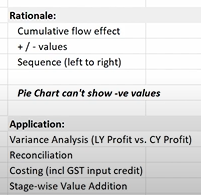 Rationale:
Cumulative flow effect
+ / - values
Sequence (left to right)
Pie Chart can't show -ve values
Application:
Variance Analysis (LY Profit vs. CY Profit)
Reconciliation
Costing (incl GST input credit)
Stage-wise Value Addition